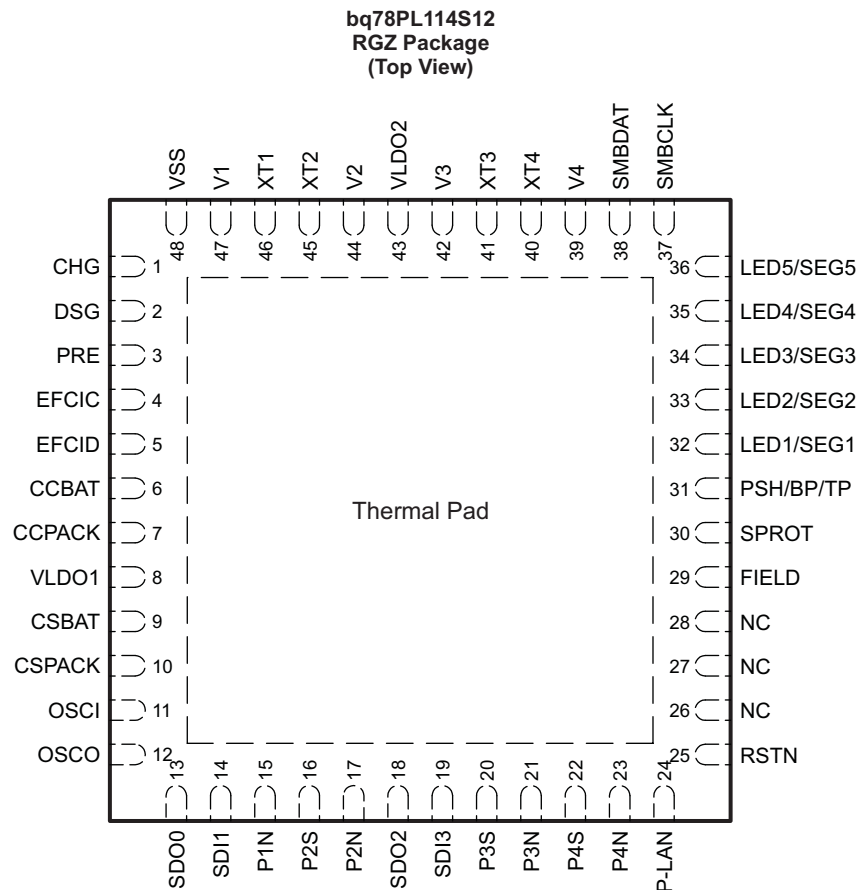 bq78PL114S12
RGZ Package
(Top View)
VSS
V1
XT1
XT2
V2
VLDO2
V3
XT3
XT4
V4
SMBDAT
SMBCLK
48
47
46
45
44
43
42
41
40
39
38
37
CHG 1
DSG 2
PRE 3
EFCIC 4
EFCID 5
CCBAT 6
CCPACK 7
VLDO1 8
CSBAT 9
CSPACK 10
OSCI 11
OSCO 12
Thermal Pad
36 LED5/SEG5
35 LED4/SEG4
34 LED3/SEG3
33 LED2/SEG2
32 LED1/SEG1
31 PSH/BP/TP
30 SPROT
29 FIELD
28 NC
27 NC
26 NC
25 RSTN
13
14
15
16
17
18
19
20
21
22
23
24
SDO0
SDI1
P1N
P2S
P2N
SDO2
SDI3
P3S
P3N
P4S
P4N
P-LAN